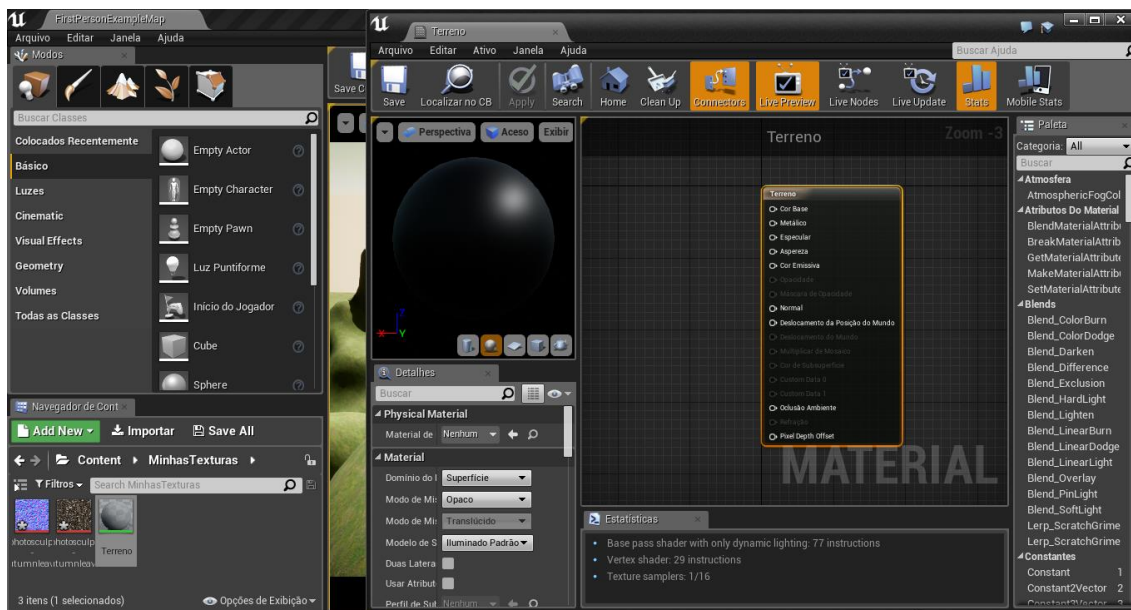 FirstPersonExampleMap
Arquivo Editar Janela Ajuda
Modos
Buscar Classes
Colocados Recentemente
Básico
Luzes
Cinematic
Visual Effects
Geometry
Volumes
Todas as Classes
Empty Actor
Empty Character
Empty Pawn
Luz Puntiforme
Início do Jogador
Cube
Sphere
Save C
Navegador de Cont
Add New Importar Save All
Content MinhasTexturas
Filtros Search MinhasTexturas
Terreno
3 itens (1 selecionados) Opções de Exibição
Terreno
Arquivo Editar Ativo Janela Ajuda
Buscar Ajuda
Save Localizar no CB Apply Search Home Clean Up Connectors Live Preview Live Nodes Live Update Stats Mobile Stats
Perspectiva Aceso Exibir
Z
X Y
Detalhes
Buscar
Physical Material
Material de Nenhum
Material
Domínio do Superfície
Modo de Mis Opaco
Modo de Mis Translúcido
Modelo de S Iluminado Padrão
Duas Latera
Usar Atribut
Perfil de Sub Nenhum
Terreno
Zoom -3
Terreno
Cor Base
Metálico
Especular
Aspereza
Cor Emissiva
Opacidade
Máscara de Opacidade
Normal
Deslocamento da Posição do Mundo
Deslocamento do Mundo
Multiplicar de Mosaico
Cor de Subsuperfície
Custom Data 0
Custom Data 1
Oclusão Ambiente
Refração
Pixel Depth Offset
MATERIAL
Estatísticas
Base pass shader with only dynamic lighting: 77 instructions
Vertex shader: 29 instructions
Texture samplers: 1/16
Paleta
Categoria: All
Buscar
Atmosfera
AtmosphericFogCol
Atributos Do Material
BlendMaterialAttribu
BreakMaterialAttrib
GetMaterialAttribute
MakeMaterialAttribu
SetMaterialAttribute
Blends
Blend_ColorBurn
Blend_ColorDodge
Blend_Darken
Blend_Difference
Blend_Exclusion
Blend_HardLight
Blend_Lighten
Blend_LinearBurn
Blend_LinearDodge
Blend_LinearLight
Blend_Overlay
Blend_PinLight
Blend_SoftLight
Lerp_ScratchGrime
Lerp_ScratchGrime
Constantes
Constant 1
Constant2Vector 2
Constant3Vector 3